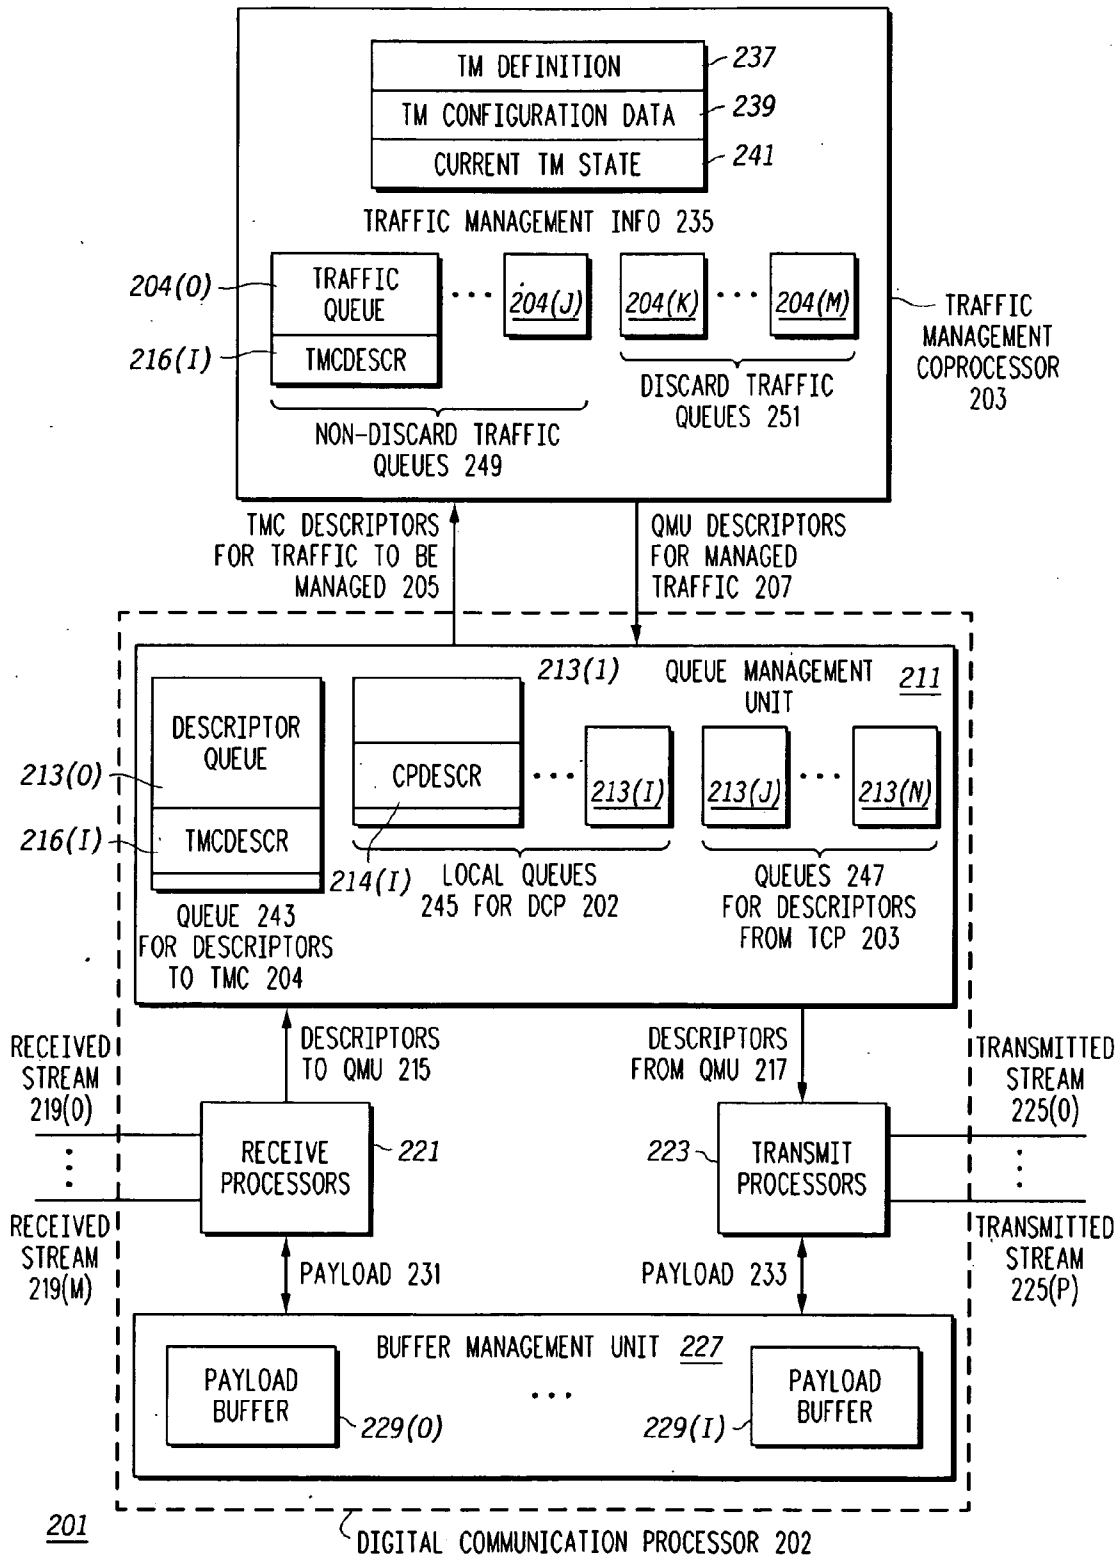 TM DEFINITION
237
TM CONFIGURATION DATA
239
CURRENT TM STATE
241
TRAFFIC MANAGEMENT INFO 235
204(0)
TRAFFIC
QUEUE
204(J)
204(K)
204(M)
216(I)
TMCDESCR
NON-DISCARD TRAFFIC
QUEUES 249
DISCARD TRAFFIC
QUEUES 251
TRAFFIC
MANAGEMENT
COPROCESSOR
203
TMC DESCRIPTORS
FOR TRAFFIC TO BE
MANAGED 205
QMU DESCRIPTORS
FOR MANAGED
TRAFFIC 207
213(1)
QUEUE MANAGEMENT
UNIT
211
DESCRIPTOR
QUEUE
213(0)
CPDESCR
213(I)
213(J)
213(N)
216(I)
TMCDESCR
214(I)
QUEUE 243
FOR DESCRIPTORS
TO TMC 204
LOCAL QUEUES
245 FOR DCP 202
QUEUES 247
FOR DESCRIPTORS
FROM TCP 203
DESCRIPTORS
TO QMU 215
DESCRIPTORS
FROM QMU 217
RECEIVED
STREAM
219(0)
TRANSMITTED
STREAM
225(0)
RECEIVE
PROCESSORS
221
223
TRANSMIT
PROCESSORS
RECEIVED
STREAM
219(M)
TRANSMITTED
STREAM
225(P)
PAYLOAD 231
PAYLOAD 233
BUFFER MANAGEMENT UNIT 227
PAYLOAD
BUFFER
229(0)
PAYLOAD
BUFFER
229(I)
201
DIGITAL COMMUNICATION PROCESSOR 202